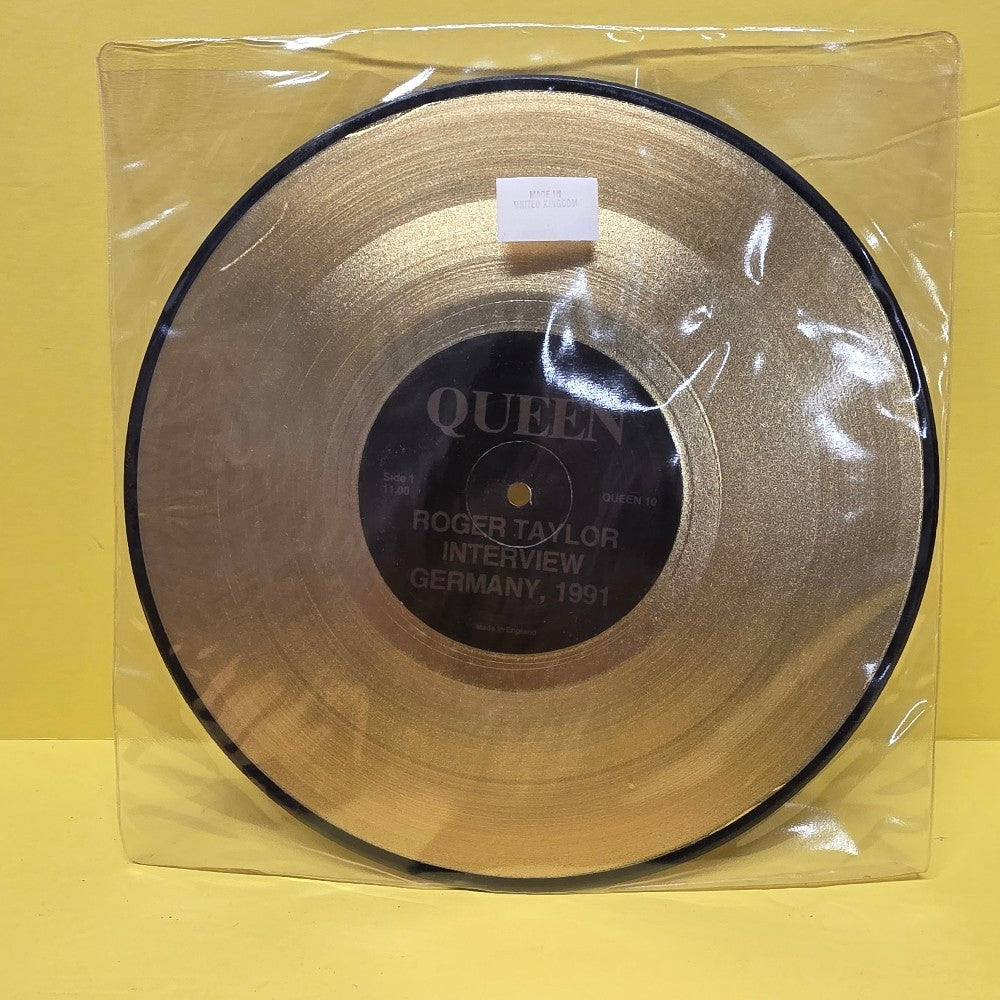 MADE IN
UNITED KINGDOM
QUEEN
Side 1
11.00
QUEEN 10
ROGER TAYLOR
INTERVIEW
GERMANY, 1991
Made in England